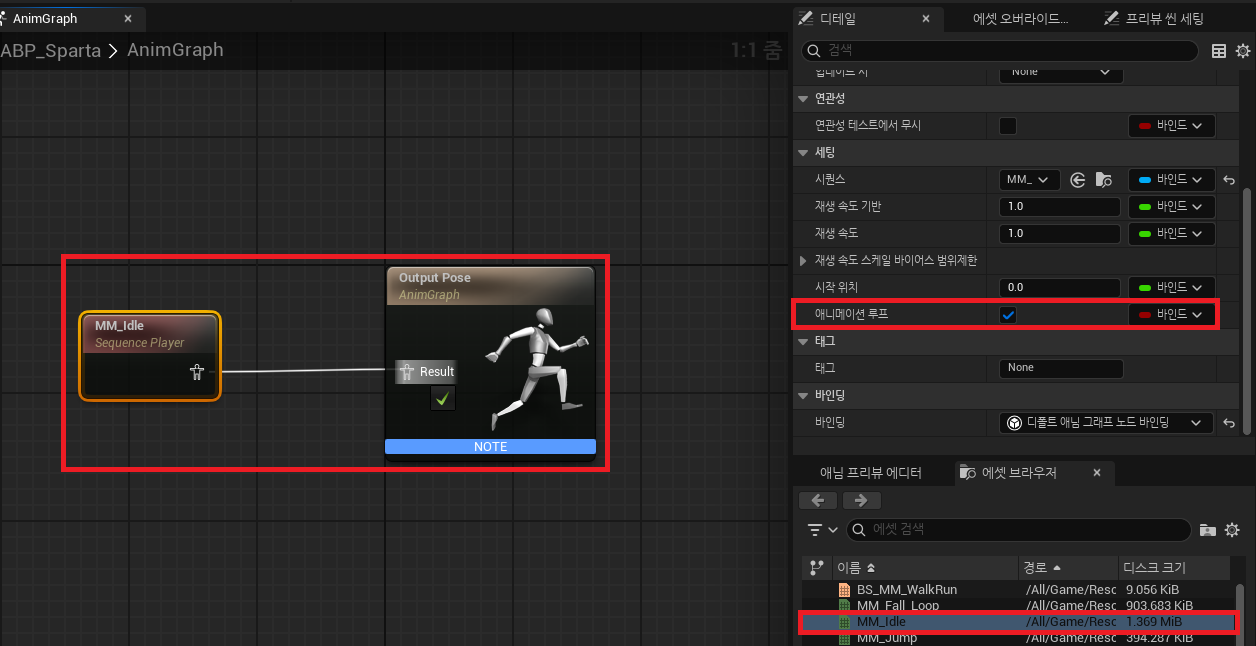 AnimGraph
ABP_Sparta > AnimGraph
1:1 줌
MM_Idle
Sequence Player
Output Pose
AnimGraph
Result
NOTE
디테일
에셋 오버라이드...
프리뷰 씬 세팅
검색
업데이트 시 None
연관성
연관성 테스트에서 무시 바인드
세팅
시퀀스 MM_ 바인드
재생 속도 기반 1.0 바인드
재생 속도 1.0 바인드
재생 속도 스케일 바이어스 범위제한
시작 위치 0.0 바인드
애니메이션 루프 바인드
태그
태그 None
바인딩
바인딩 디폴트 애님 그래프 노드 바인딩
애님 프리뷰 에디터
에셋 브라우저
에셋 검색
이름 경로 디스크 크기
BS_MM_WalkRun /All/Game/Resc 9.056 KiB
MM_Fall_Loop /All/Game/Resc 903.683 KiB
MM_Idle /All/Game/Resc 1.369 MiB
MM_Jump /All/Game/Resc 394.287 KiB